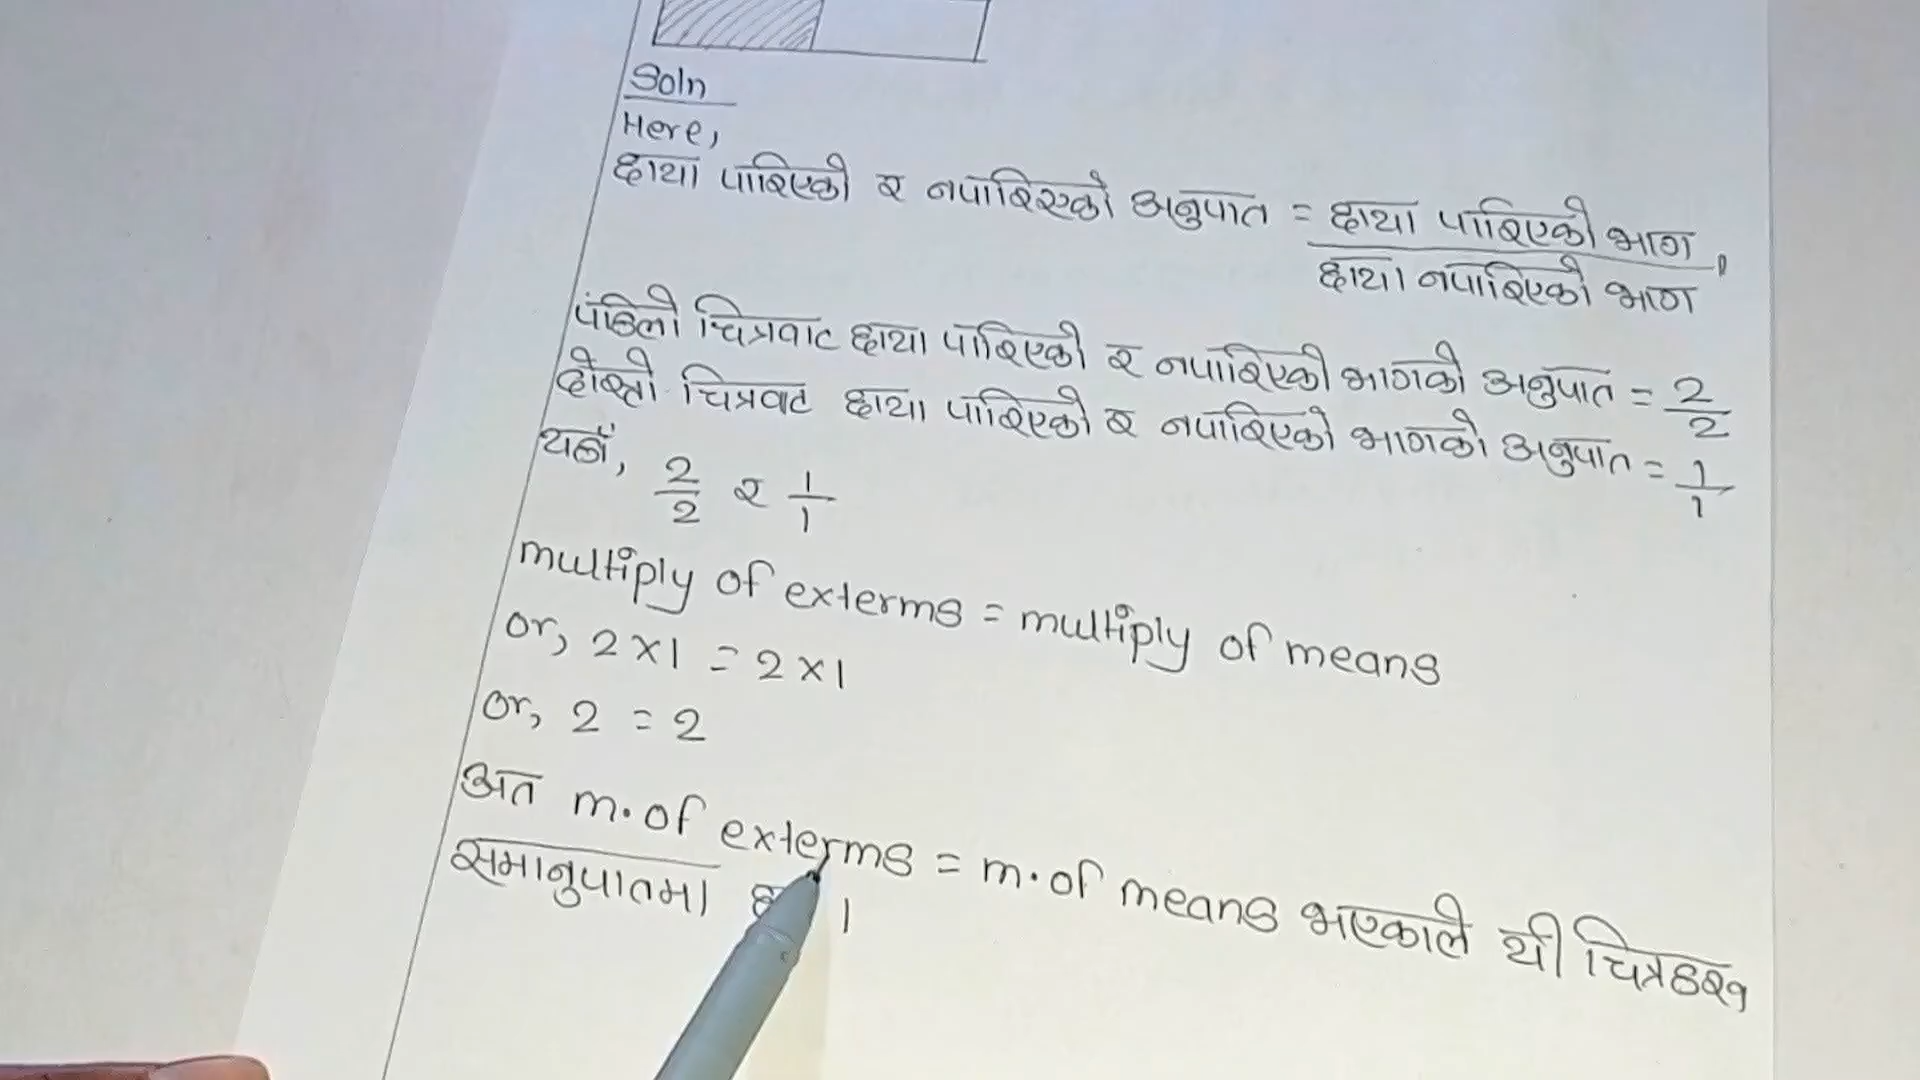 Soln
Here,
छाया पारिएको र नपारिएको अनुपात = छाया पारिएको भाग
छाया नपारिएको भाग
पहिलो चित्रवाट छाया पारिएको र नपारिएको भागको अनुपात = 2/2
दोस्रो चित्रवाट छाया पारिएको र नपारिएको भागको अनुपात = 1/1
यहाँ, 2/2 र 1/1
multiply of exterms = multiply of means
or, 2×1 = 2×1
or, 2 = 2
अत m. of exterms = m. of means भएकाले यी चित्रहरु
समानुपातमा